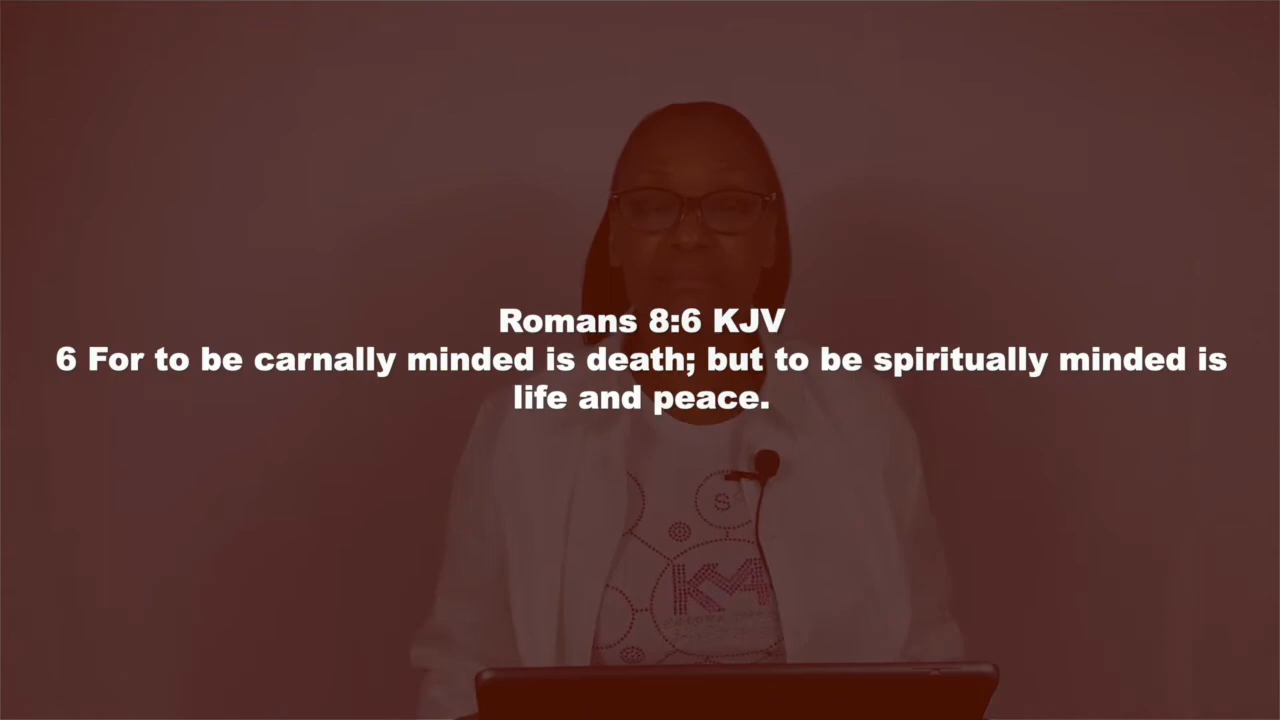 Romans 8:6 KJV
6 For to be carnally minded is death; but to be spiritually minded is
life and peace.
S
KMA